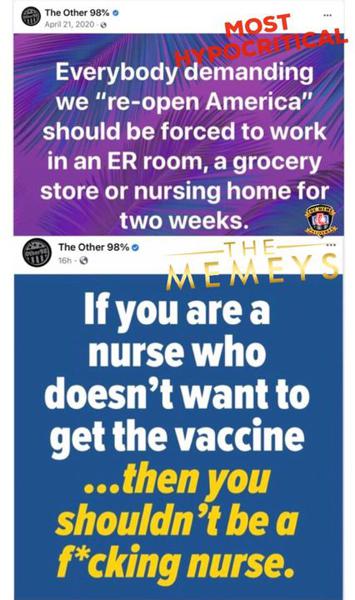 The Other 98%
April 21, 2020
MOST
HYPOCRITICAL
Everybody demanding
we “re-open America”
should be forced to work
in an ER room, a grocery
store or nursing home for
two weeks.
The Other 98%
16h
THE
MEMEYS
If you are a
nurse who
doesn’t want to
get the vaccine
...then you
shouldn’t be a
f*cking nurse.